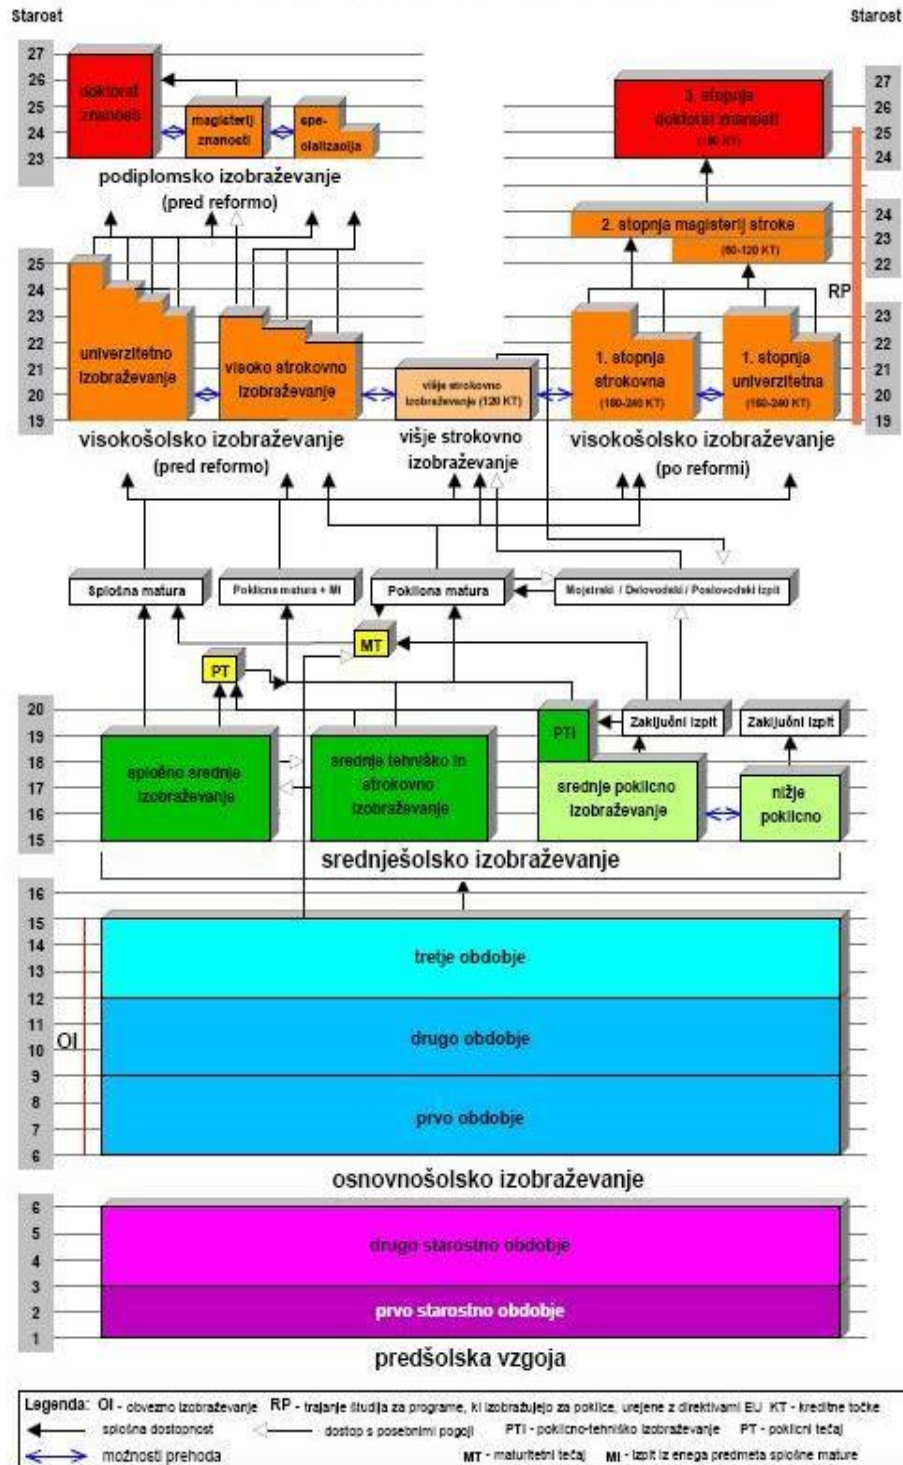 Starost
Starost
27
26
25
24
23
doktorat
znanosti
magisterij
znanosti
spe-
cializacija
podiplomsko izobraževanje
(pred reformo)
27
26
25
24
3. stopnja
doktorat znanosti
(180 KT)
24
23
22
2. stopnja magisterij stroke
(60-120 KT)
RP
25
24
23
22
21
20
19
univerzitetno
izobraževanje
visoko strokovno
izobraževanje
višje strokovno
izobraževanje (120 KT)
1. stopnja
strokovna
(180-240 KT)
1. stopnja
univerzitetna
(180-240 KT)
23
22
21
20
19
visokošolsko izobraževanje
(pred reformo)
višje strokovno
izobraževanje
visokošolsko izobraževanje
(po reformi)
Splošna matura
Poklicna matura + MI
Poklicna matura
Mojstrski / Delovodski / Poslovodski izpit
MT
PT
20
19
18
17
16
15
splošno srednje
izobraževanje
srednje tehniško in
strokovno
izobraževanje
PTI
Zaključni izpit
Zaključni izpit
srednje poklicno
izobraževanje
nižje
poklicno
srednješolsko izobraževanje
16
15
14
13
12
11
10
9
8
7
6
OI
tretje obdobje
drugo obdobje
prvo obdobje
osnovnošolsko izobraževanje
6
5
4
3
2
1
drugo starostno obdobje
prvo starostno obdobje
predšolska vzgoja
Legenda: OI - obvezno izobraževanje RP - trajanje študija za programe, ki izobražujejo za poklice, urejene z direktivami EU KT - kreditne točke
splošna dostopnost dostop s posebnimi pogoji PTI - poklicno-tehniško izobraževanje PT - poklicni tečaj
možnosti prehoda MT - maturitetni tečaj MI - izpit iz enega predmeta splošne mature